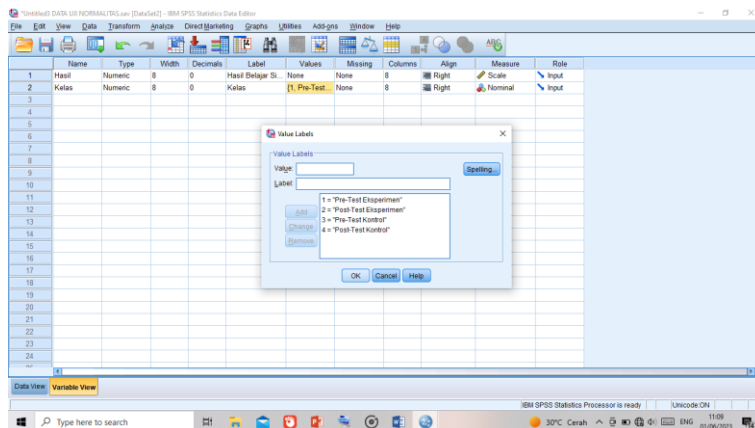 *Untitled3 DATA UJI NORMALITAS.sav [DataSet2] - IBM SPSS Statistics Data Editor
File Edit View Data Transform Analyze Direct Marketing Graphs Utilities Add-ons Window Help
Name Type Width Decimals Label Values Missing Columns Align Measure Role
1 Hasil Numeric 8 0 Hasil Belajar Si... None None 8 Right Scale Input
2 Kelas Numeric 8 0 Kelas {1, Pre-Test... None 8 Right Nominal Input
3
4
5
6
7
8
9
10
11
12
13
14
15
16
17
18
19
20
21
22
23
24
Value Labels
Value Labels
Value:
Spelling...
Label:
Add
Change
Remove
1 = "Pre-Test Eksperimen"
2 = "Post-Test Eksperimen"
3 = "Pre-Test Kontrol"
4 = "Post-Test Kontrol"
OK Cancel Help
Data View Variable View
IBM SPSS Statistics Processor is ready Unicode:ON
Type here to search
30°C Cerah ENG 11:09
01/06/2023